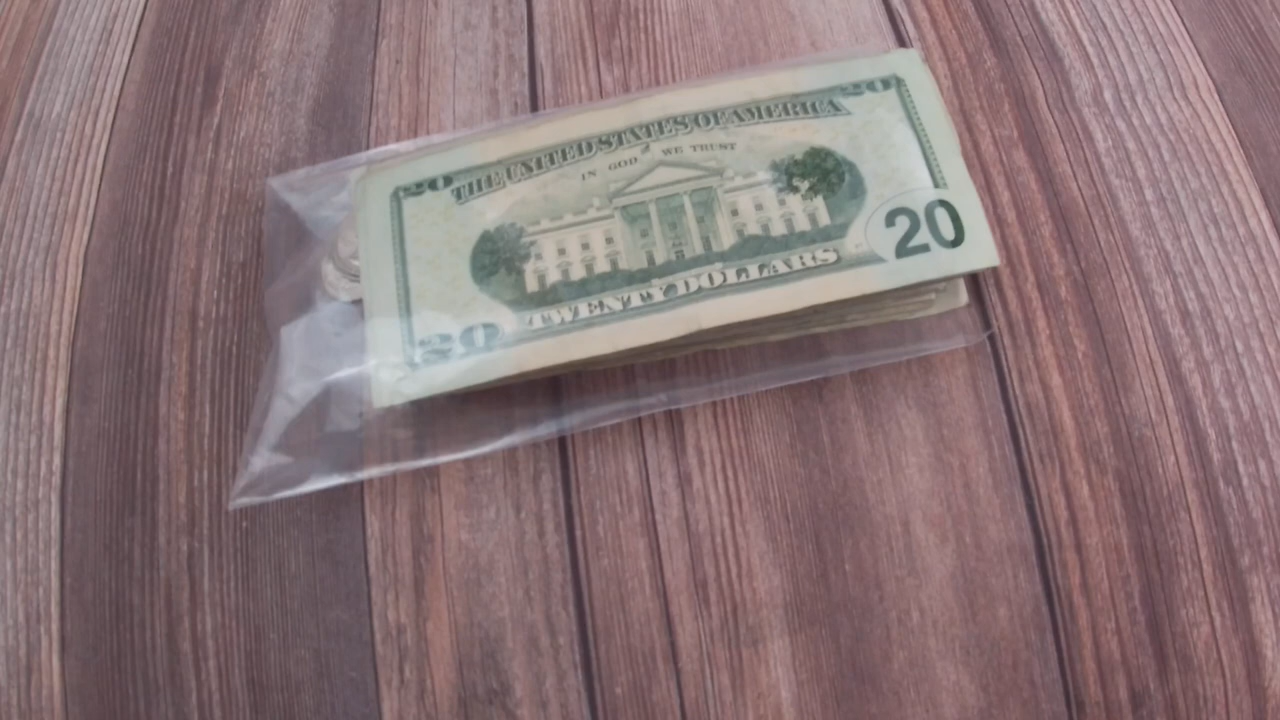 20 20
THE UNITED STATES OF AMERICA
IN GOD WE TRUST
20
TWENTY DOLLARS
20